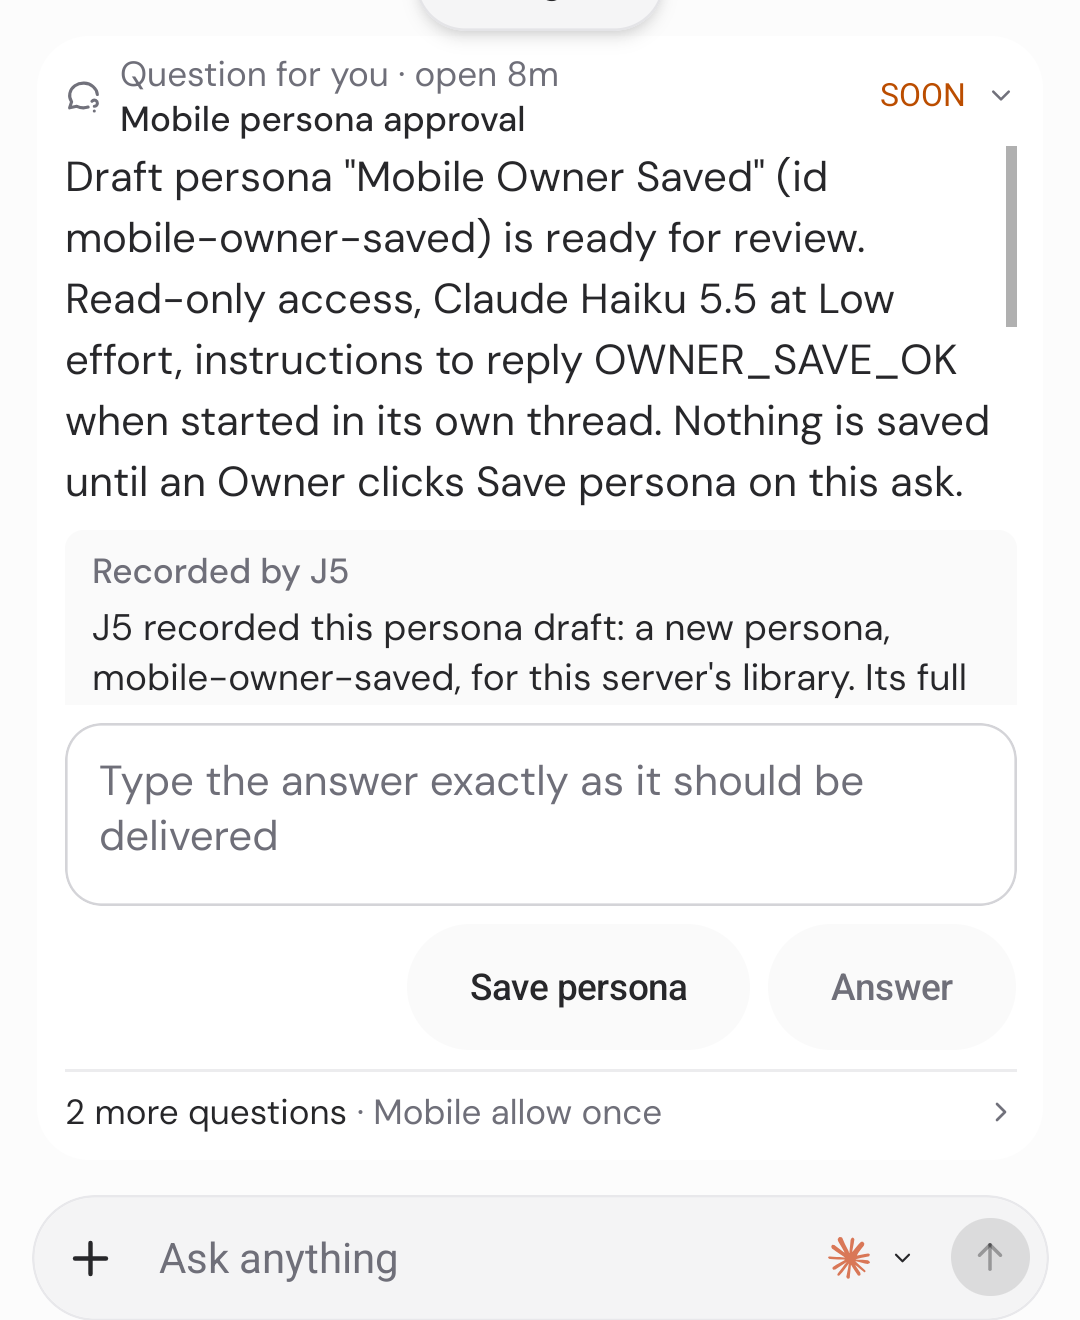 Question for you · open 8m
SOON
Mobile persona approval
Draft persona "Mobile Owner Saved" (id
mobile-owner-saved) is ready for review.
Read-only access, Claude Haiku 5.5 at Low
effort, instructions to reply OWNER_SAVE_OK
when started in its own thread. Nothing is saved
until an Owner clicks Save persona on this ask.
Recorded by J5
J5 recorded this persona draft: a new persona,
mobile-owner-saved, for this server's library. Its full
Type the answer exactly as it should be
delivered
Save persona
Answer
2 more questions · Mobile allow once
Ask anything